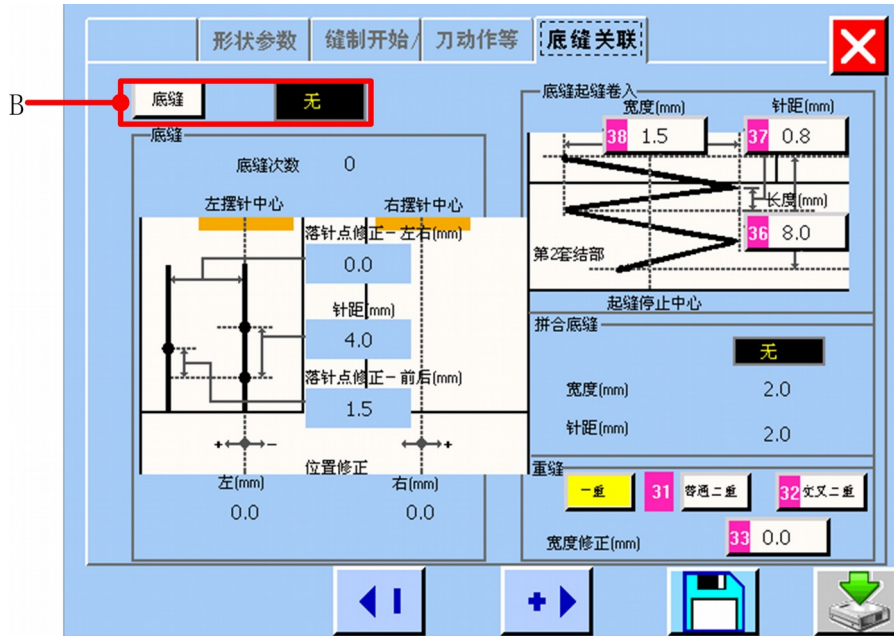 形状参数 缝制开始/ 刀动作等 底缝关联
B
底缝 无
底缝
底缝次数 0
左摆针中心 右摆针中心
落针点修正－左右(mm)
0.0
针距(mm)
4.0
落针点修正－前后(mm)
1.5
+ - +
位置修正
左(mm) 右(mm)
0.0 0.0
底缝起缝卷入
宽度(mm) 针距(mm)
38 1.5 37 0.8
长度(mm)
36 8.0
第2套结部
起缝停止中心
拼合底缝
无
宽度(mm) 2.0
针距(mm) 2.0
重缝
一重 31 普通二重 32 交叉二重
宽度修正(mm) 33 0.0